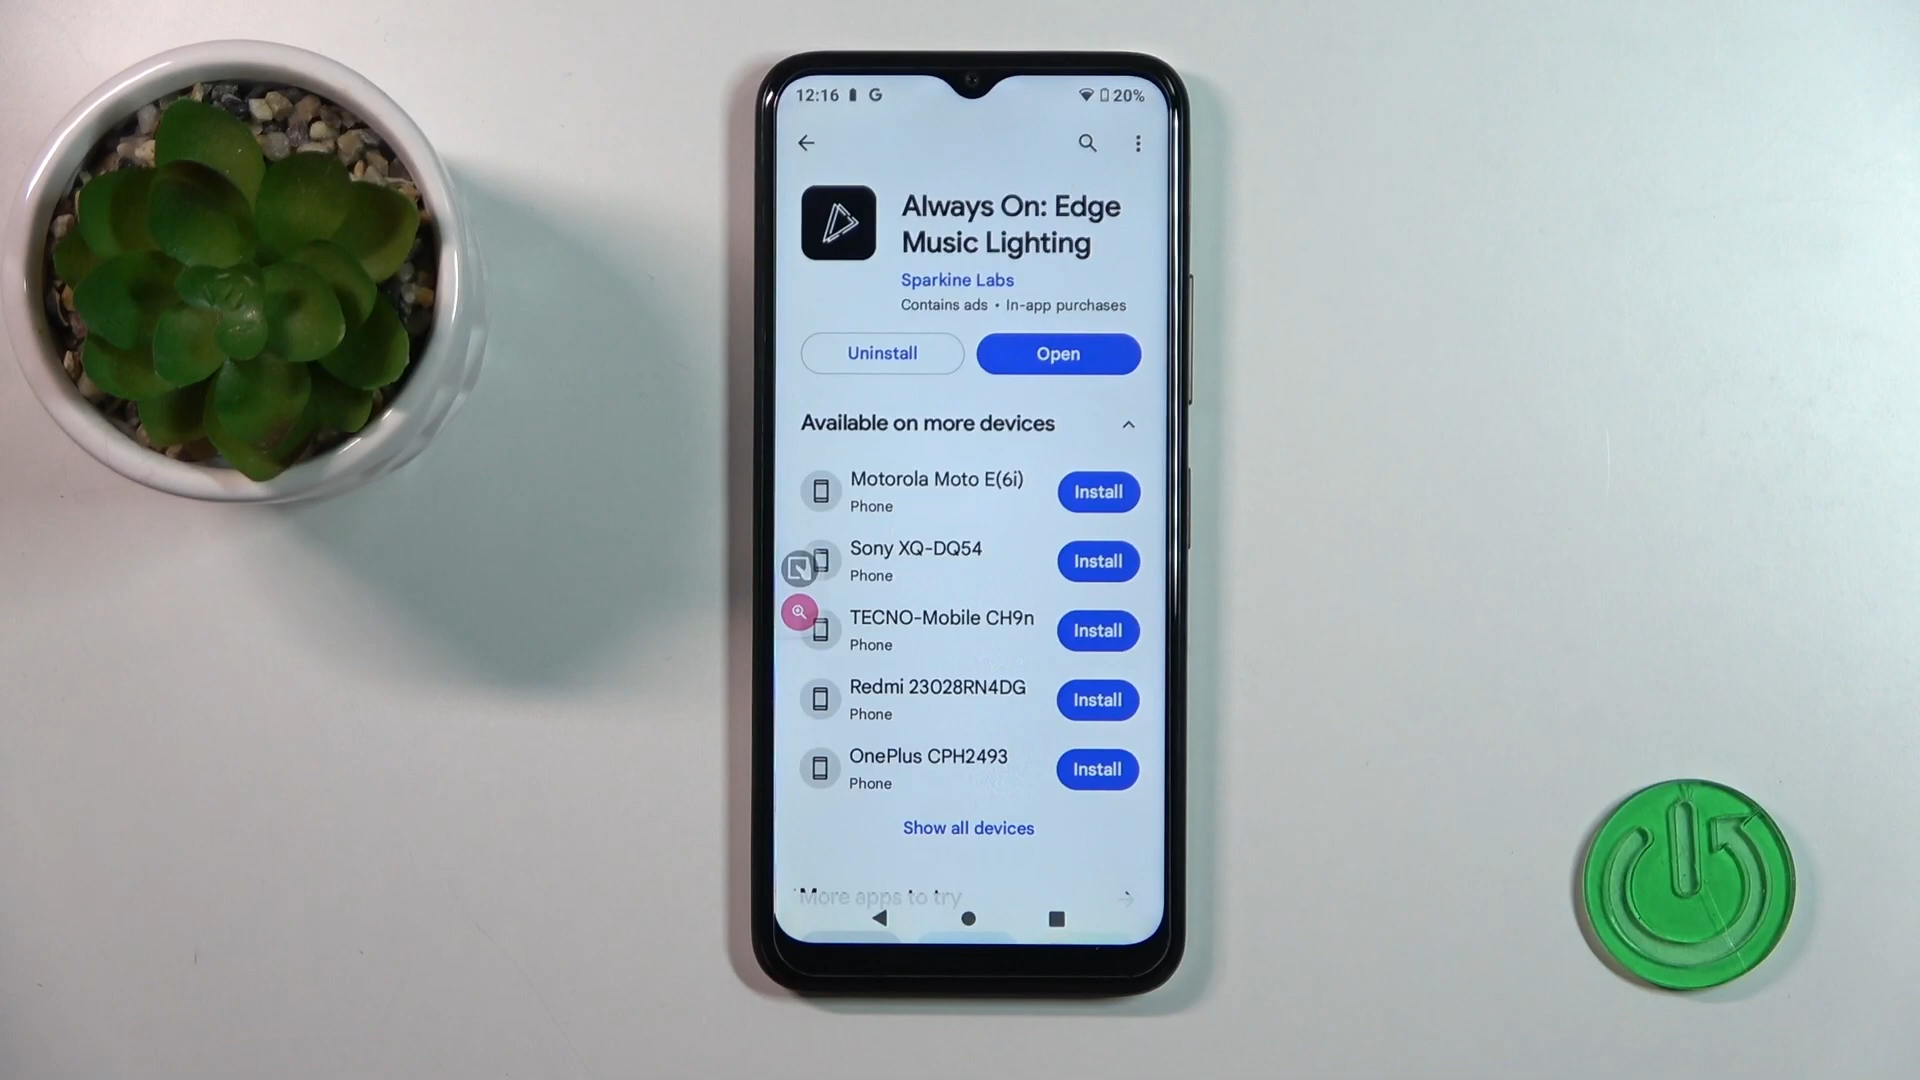 12:16 G 20%
Always On: Edge
Music Lighting
Sparkine Labs
Contains ads • In-app purchases
Uninstall
Open
Available on more devices
Motorola Moto E(6i)
Phone
Install
Sony XQ-DQ54
Phone
Install
TECNO-Mobile CH9n
Phone
Install
Redmi 23028RN4DG
Phone
Install
OnePlus CPH2493
Phone
Install
Show all devices
More apps to try